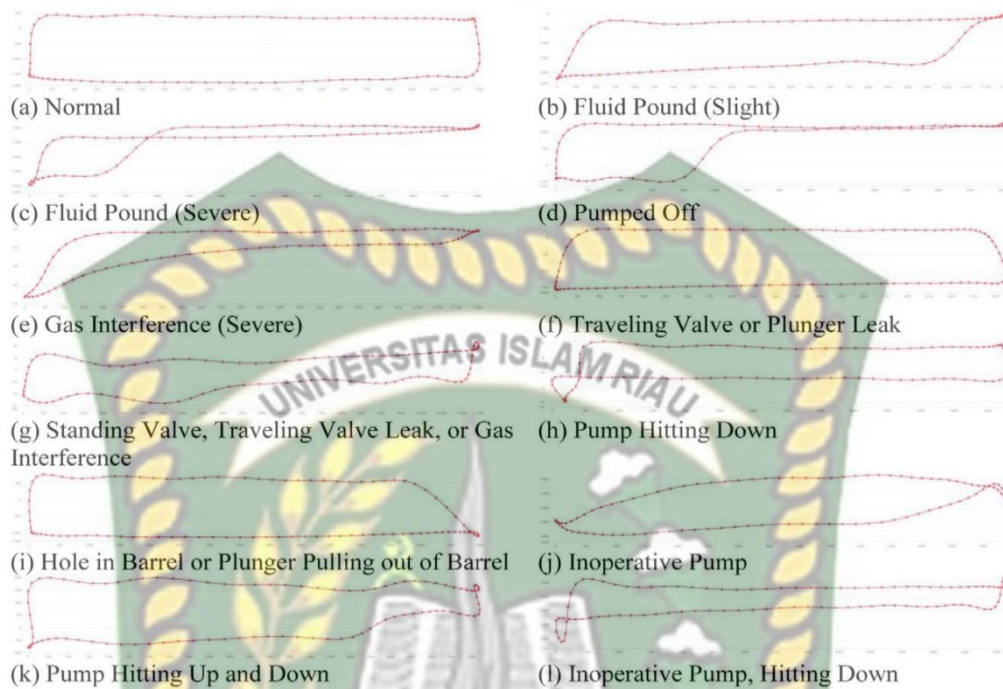 (a) Normal
(b) Fluid Pound (Slight)
(c) Fluid Pound (Severe)
(d) Pumped Off
(e) Gas Interference (Severe)
(f) Traveling Valve or Plunger Leak
UNIVERSITAS ISLAM RIAU
(g) Standing Valve, Traveling Valve Leak, or Gas
Interference
(h) Pump Hitting Down
(i) Hole in Barrel or Plunger Pulling out of Barrel
(j) Inoperative Pump
(k) Pump Hitting Up and Down
(l) Inoperative Pump, Hitting Down